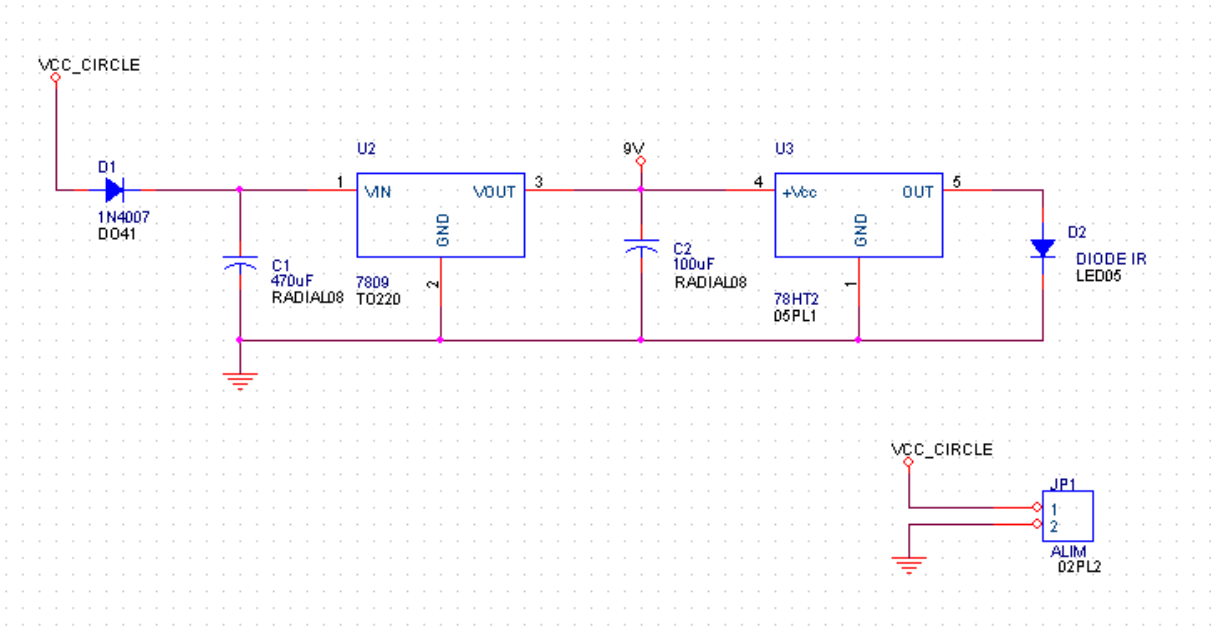 VCC_CIRCLE
D1
1N4007
DO41
C1
470uF
RADIAL08
U2
1
VIN
VOUT
3
GND
2
7809
TO220
9V
C2
100uF
RADIAL08
U3
4
+Vcc
OUT
5
GND
1
78HT2
05PL1
D2
DIODE IR
LED05
VCC_CIRCLE
JP1
1
2
ALIM
02PL2